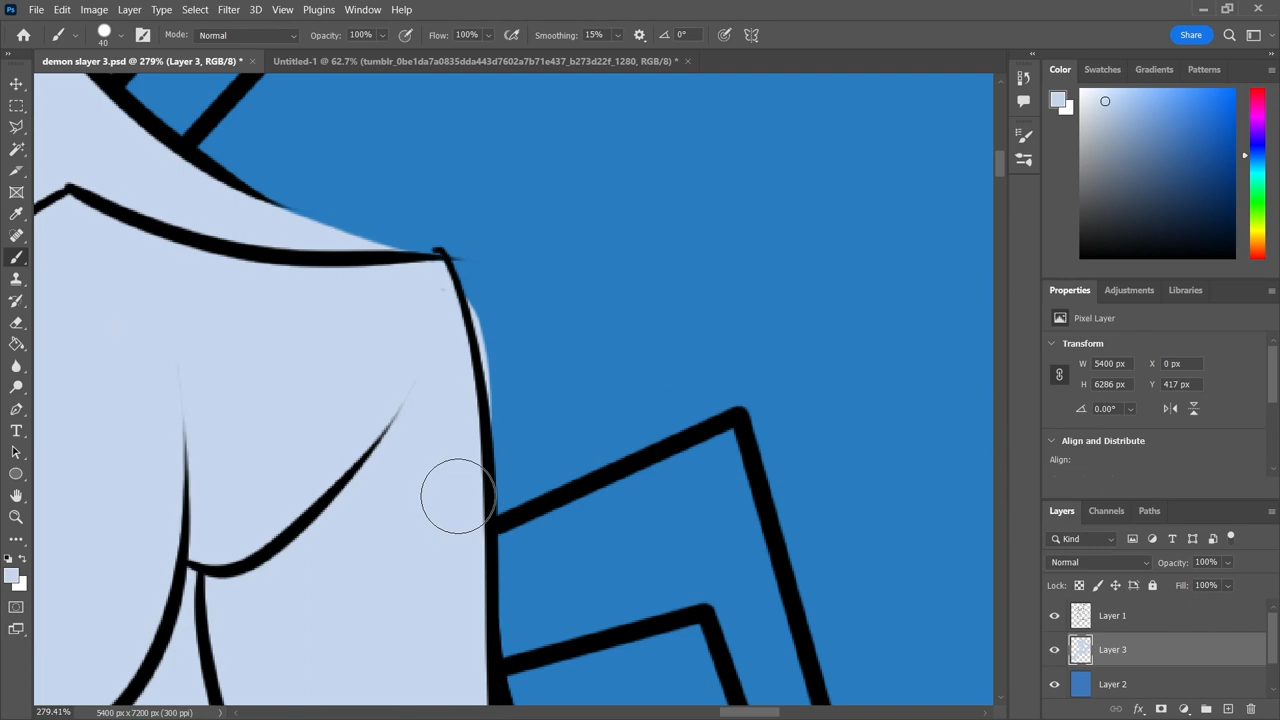 Ps File Edit Image Layer Type Select Filter 3D View Plugins Window Help
40 Mode: Normal Opacity: 100% Flow: 100% Smoothing: 15% 0° Share
demon slayer 3.psd @ 279% (Layer 3, RGB/8) * × Untitled-1 @ 62.7% (tumblr_0be1da7a0835dda443d7602a7b71e437_b273d22f_1280, RGB/8) * ×
Color Swatches Gradients Patterns
Properties Adjustments Libraries
Pixel Layer
Transform
W 5400 px X 0 px
H 6286 px Y 417 px
0.00°
Align and Distribute
Align:
Layers Channels Paths
Kind
Normal Opacity: 100%
Lock: Fill: 100%
Layer 1
Layer 3
Layer 2
279.41% 5400 px x 7200 px (300 ppi)